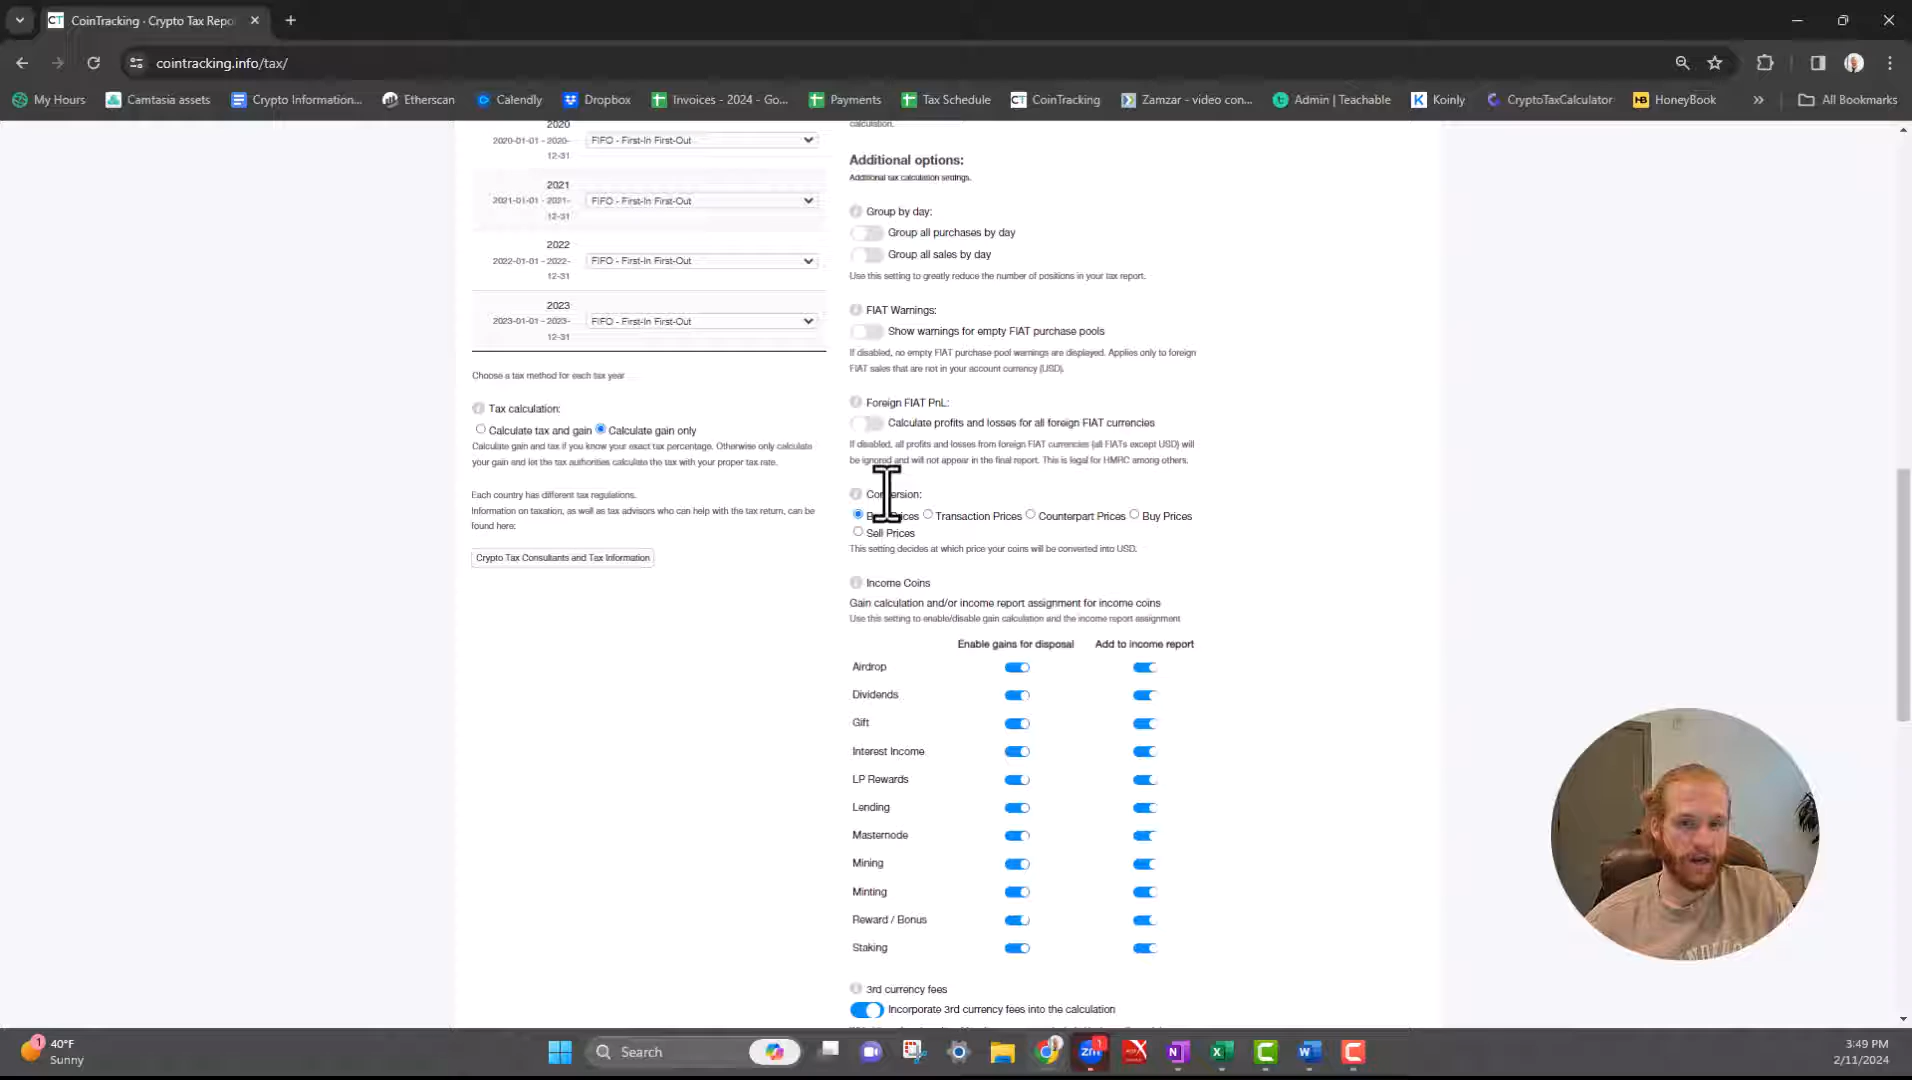 CT CoinTracking · Crypto Tax Repo
cointracking.info/tax/
My Hours
Camtasia assets
Crypto Information...
Etherscan
Calendly
Dropbox
Invoices - 2024 - Go...
Payments
Tax Schedule
CT CoinTracking
Zamzar - video con...
Admin | Teachable
Koinly
CryptoTaxCalculator
HB HoneyBook
All Bookmarks
2020
2020-01-01 - 2020-
12-31
FIFO - First-In First-Out
2021
2021-01-01 - 2021-
12-31
FIFO - First-In First-Out
2022
2022-01-01 - 2022-
12-31
FIFO - First-In First-Out
2023
2023-01-01 - 2023-
12-31
FIFO - First-In First-Out
Choose a tax method for each tax year
Tax calculation:
Calculate tax and gain Calculate gain only
Calculate gain and tax if you know your exact tax percentage. Otherwise only calculate
your gain and let the tax authorities calculate the tax with your proper tax rate.
Each country has different tax regulations.
Information on taxation, as well as tax advisors who can help with the tax return, can be
found here:
Crypto Tax Consultants and Tax Information
calculation.
Additional options:
Additional tax calculation settings.
Group by day:
Group all purchases by day
Group all sales by day
Use this setting to greatly reduce the number of positions in your tax report.
FIAT Warnings:
Show warnings for empty FIAT purchase pools
If disabled, no empty FIAT purchase pool warnings are displayed. Applies only to foreign
FIAT sales that are not in your account currency (USD).
Foreign FIAT PnL:
Calculate profits and losses for all foreign FIAT currencies
If disabled, all profits and losses from foreign FIAT currencies (all FIATs except USD) will
be ignored and will not appear in the final report. This is legal for HMRC among others.
Conversion:
Prices Transaction Prices Counterpart Prices Buy Prices
Sell Prices
This setting decides at which price your coins will be converted into USD.
Income Coins
Gain calculation and/or income report assignment for income coins
Use this setting to enable/disable gain calculation and the income report assignment
Enable gains for disposal Add to income report
Airdrop
Dividends
Gift
Interest Income
LP Rewards
Lending
Masternode
Mining
Minting
Reward / Bonus
Staking
3rd currency fees
Incorporate 3rd currency fees into the calculation
1
40°F
Sunny
Search
zm
1
3:49 PM
2/11/2024